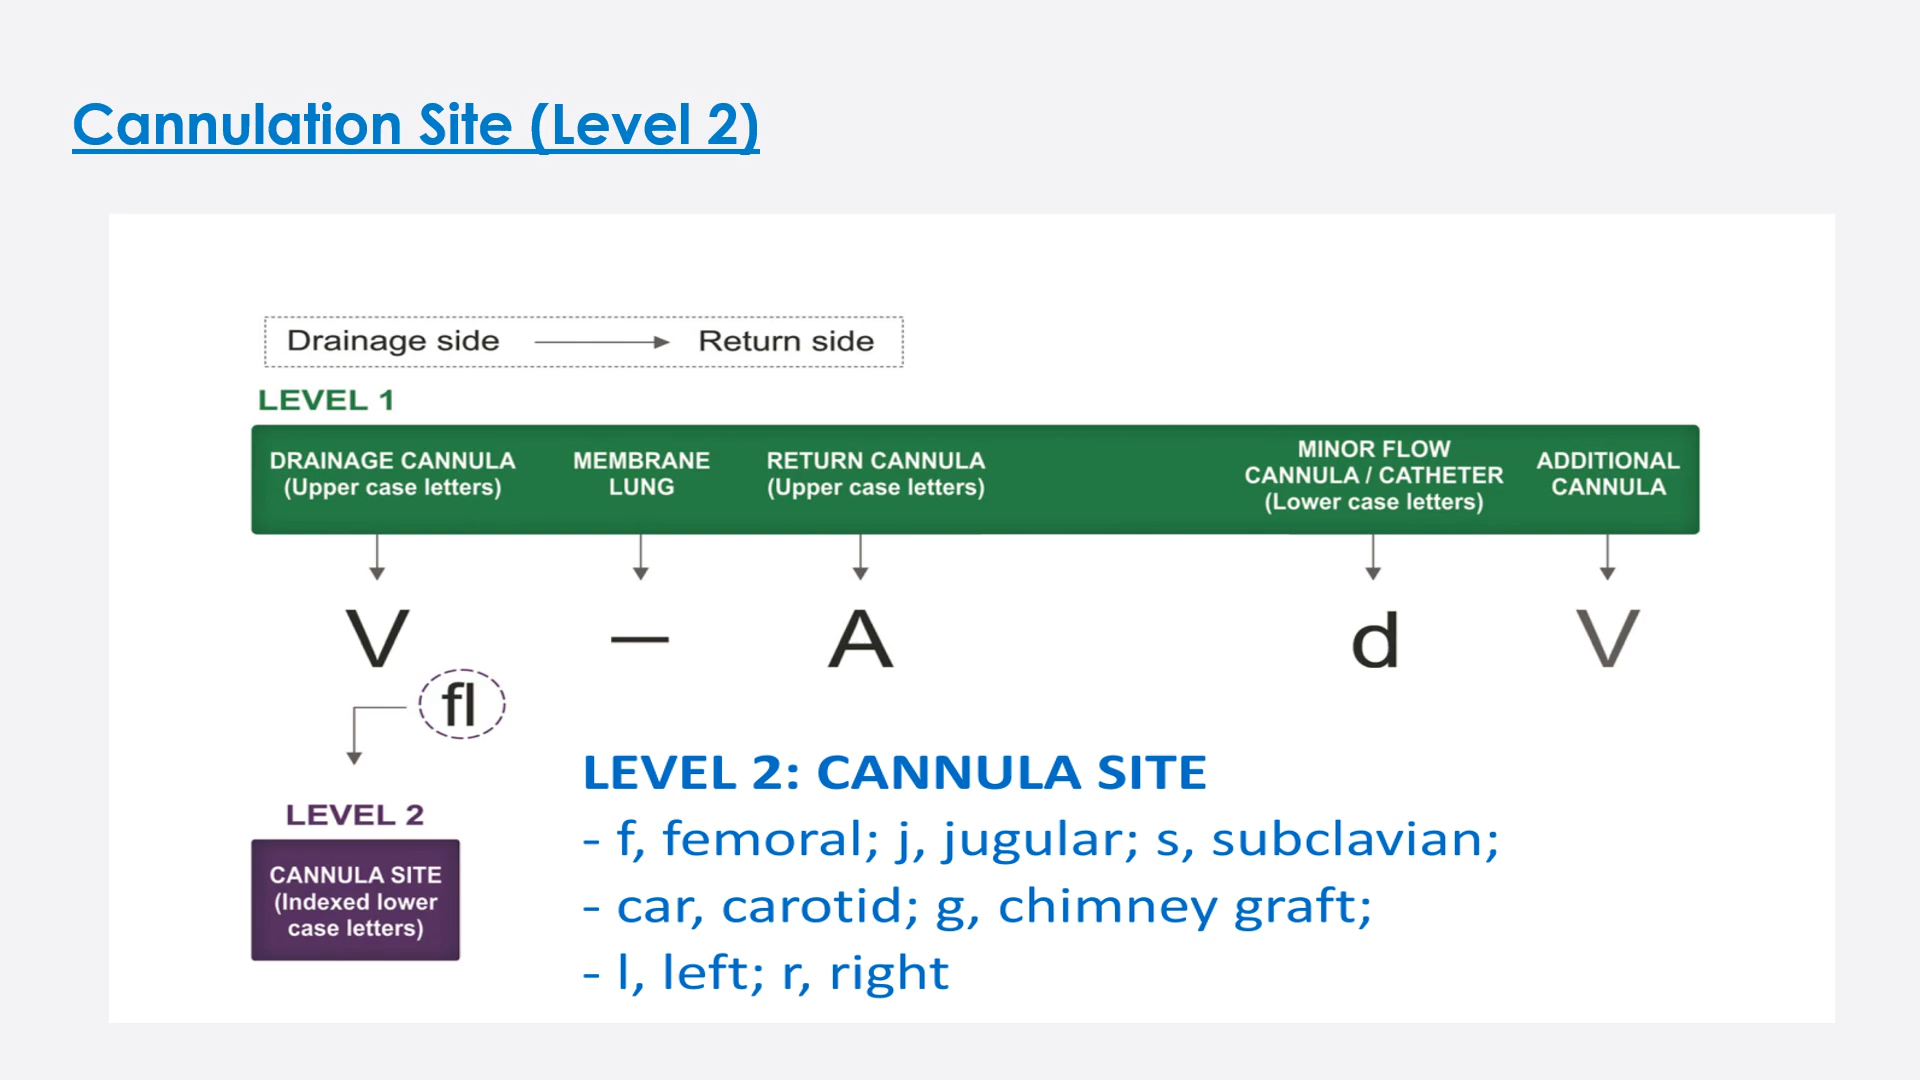 Cannulation Site (Level 2)
Drainage side Return side
LEVEL 1
DRAINAGE CANNULA
(Upper case letters)
MEMBRANE
LUNG
RETURN CANNULA
(Upper case letters)
MINOR FLOW
CANNULA / CATHETER
(Lower case letters)
ADDITIONAL
CANNULA
V – A d V
fl
LEVEL 2
CANNULA SITE
(Indexed lower
case letters)
LEVEL 2: CANNULA SITE
- f, femoral; j, jugular; s, subclavian;
- car, carotid; g, chimney graft;
- l, left; r, right